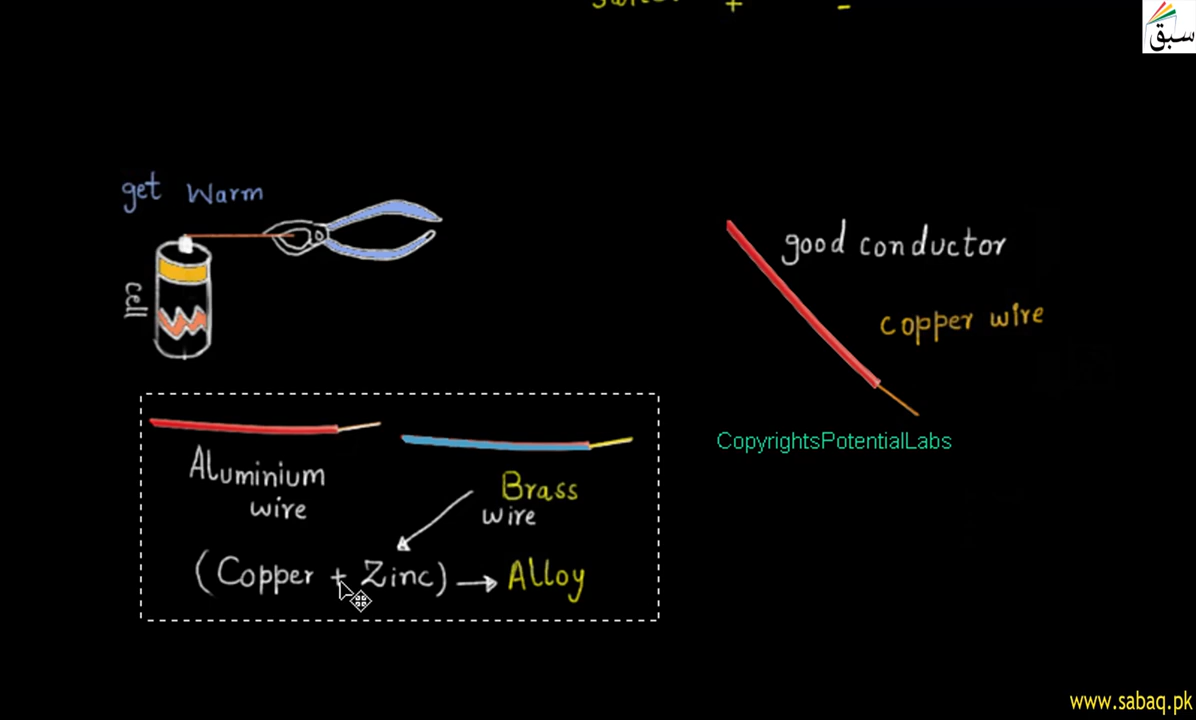 + -
سبق
get Warm
cell
good conductor
copper wire
CopyrightsPotentialLabs
Aluminium
wire
Brass
wire
(Copper + Zinc) → Alloy
www.sabaq.pk